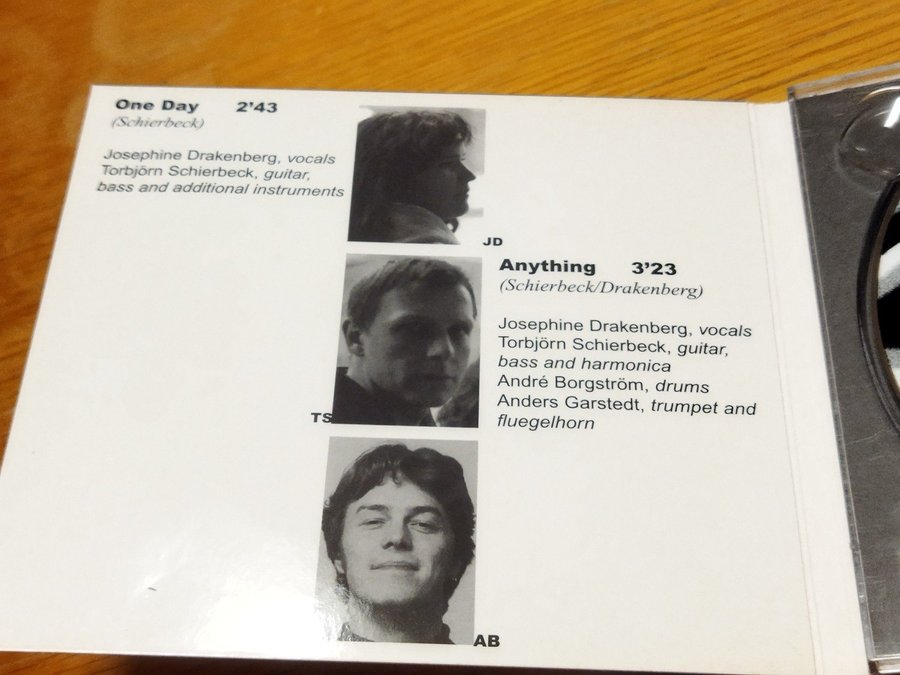 One Day 2’43
(Schierbeck)
Josephine Drakenberg, vocals
Torbjörn Schierbeck, guitar,
bass and additional instruments
JD
Anything 3’23
(Schierbeck/Drakenberg)
Josephine Drakenberg, vocals
Torbjörn Schierbeck, guitar,
bass and harmonica
André Borgström, drums
Anders Garstedt, trumpet and
fluegelhorn
TS
AB